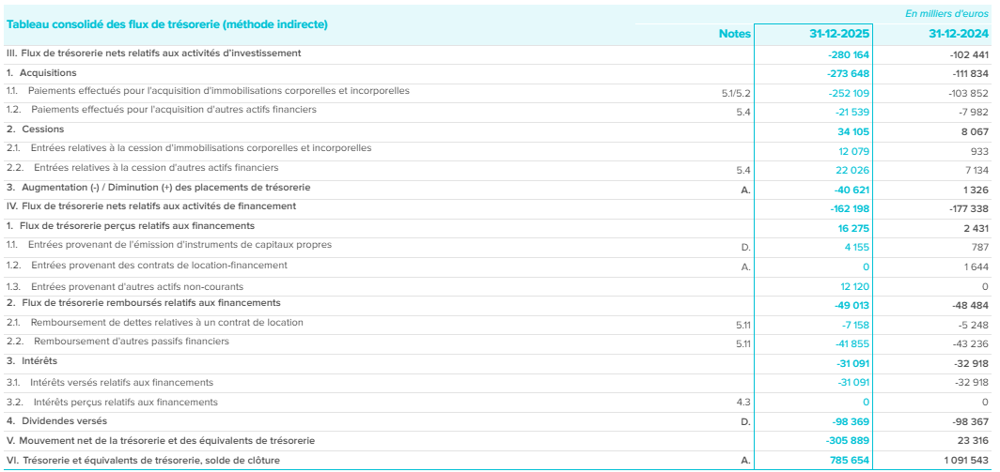 En milliers d'euros
Tableau consolidé des flux de trésorerie (méthode indirecte)
Notes 31-12-2025 31-12-2024
III. Flux de trésorerie nets relatifs aux activités d'investissement -280 164 -102 441
1. Acquisitions -273 648 -111 834
1.1. Paiements effectués pour l'acquisition d'immobilisations corporelles et incorporelles 5.1/5.2 -252 109 -103 852
1.2. Paiements effectués pour l'acquisition d'autres actifs financiers 5.4 -21 539 -7 982
2. Cessions 34 105 8 067
2.1. Entrées relatives à la cession d'immobilisations corporelles et incorporelles 12 079 933
2.2. Entrées relatives à la cession d'autres actifs financiers 5.4 22 026 7 134
3. Augmentation (-) / Diminution (+) des placements de trésorerie A. -40 621 1 326
IV. Flux de trésorerie nets relatifs aux activités de financement -162 198 -177 338
1. Flux de trésorerie perçus relatifs aux financements 16 275 2 431
1.1. Entrées provenant de l'émission d'instruments de capitaux propres D. 4 155 787
1.2. Entrées provenant des contrats de location-financement A. 0 1 644
1.3. Entrées provenant d'autres actifs non-courants 12 120 0
2. Flux de trésorerie remboursés relatifs aux financements -49 013 -48 484
2.1. Remboursement de dettes relatives à un contrat de location 5.11 -7 158 -5 248
2.2. Remboursement d'autres passifs financiers 5.11 -41 855 -43 236
3. Intérêts -31 091 -32 918
3.1. Intérêts versés relatifs aux financements -31 091 -32 918
3.2. Intérêts perçus relatifs aux financements 4.3 0 0
4. Dividendes versés D. -98 369 -98 367
V. Mouvement net de la trésorerie et des équivalents de trésorerie -305 889 23 316
VI. Trésorerie et équivalents de trésorerie, solde de clôture A. 785 654 1 091 543